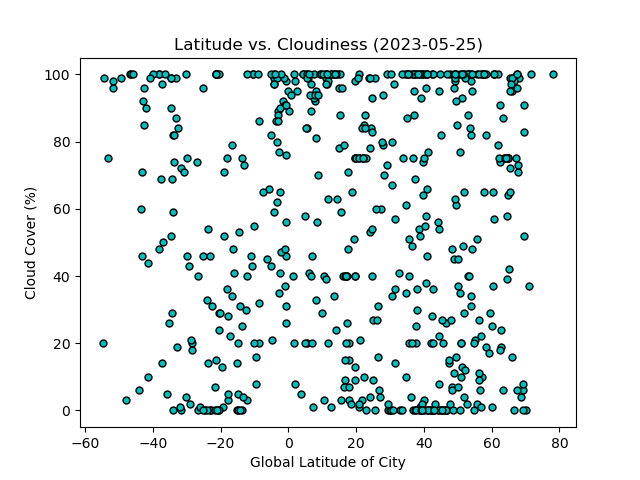 Latitude vs. Cloudiness (2023-05-25)
100
80
60
40
20
0
Cloud Cover (%)
−60 −40 −20 0 20 40 60 80
Global Latitude of City